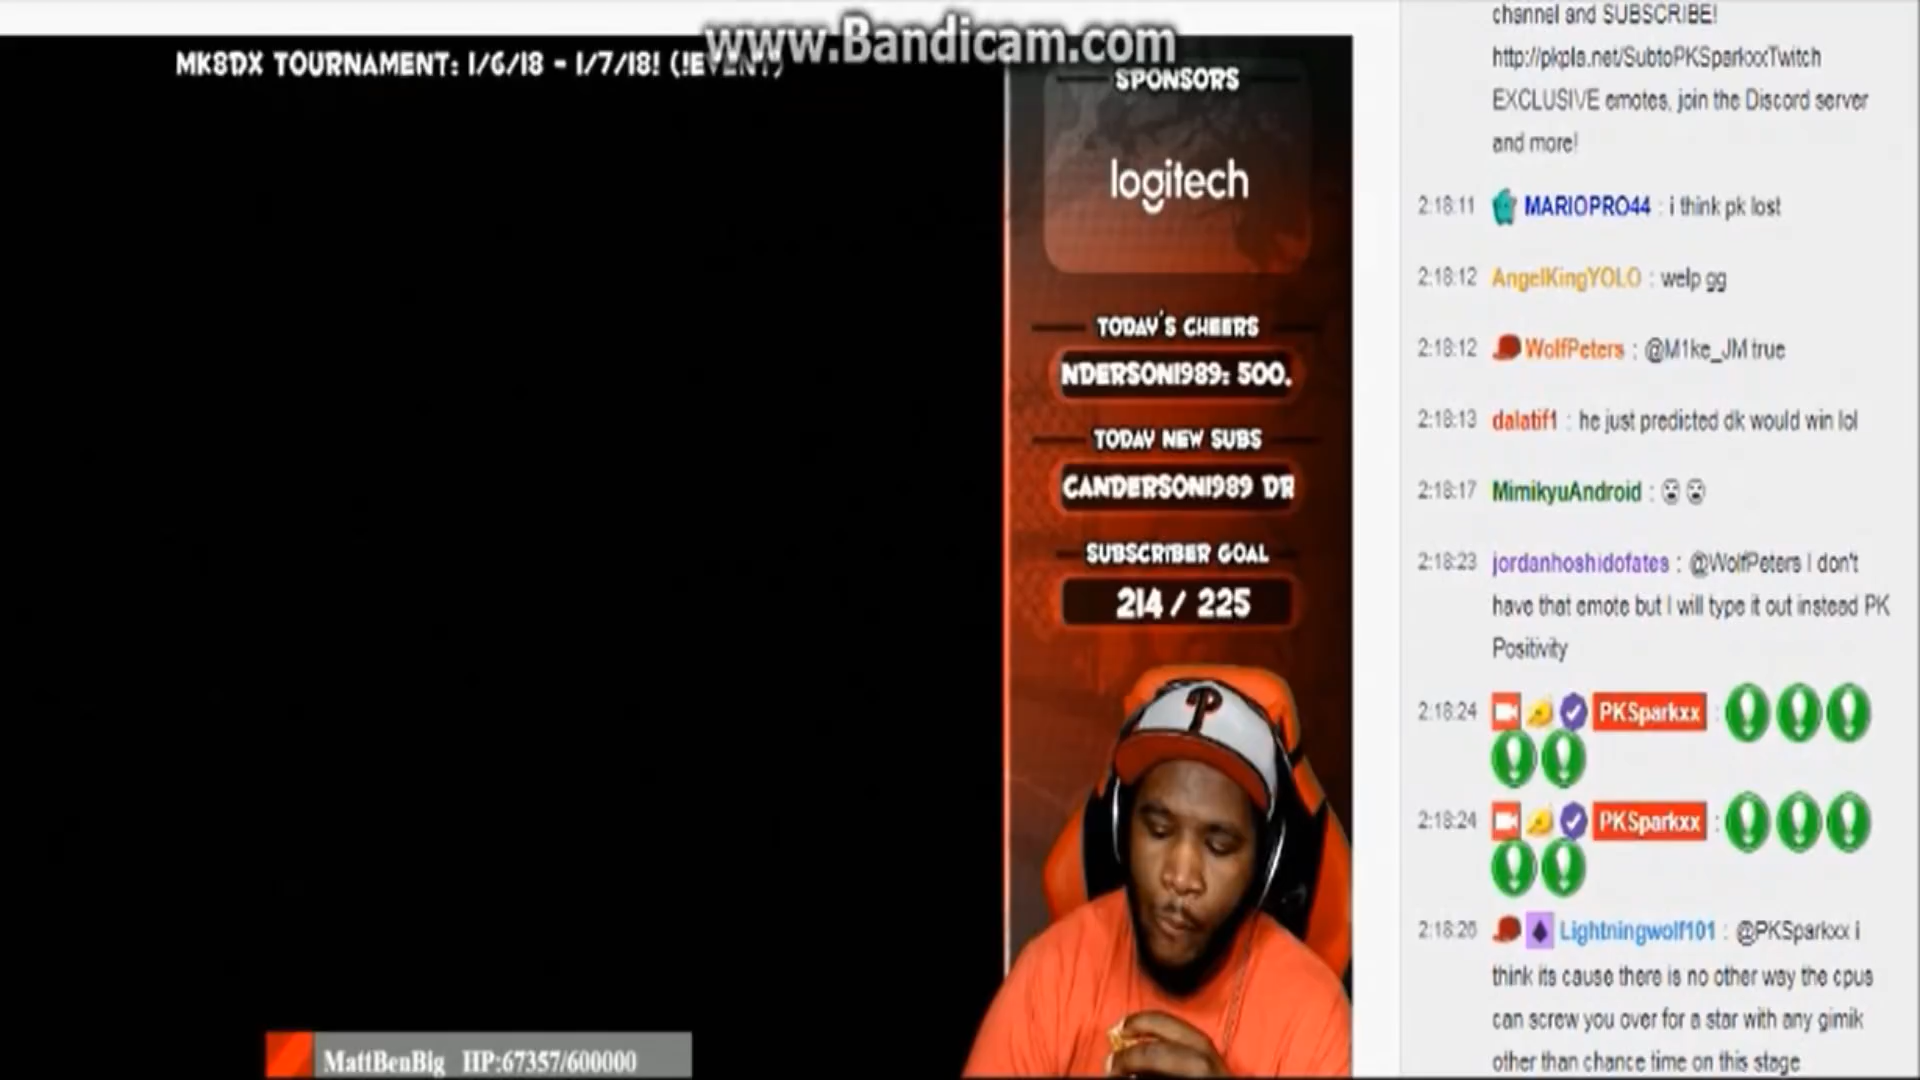 www.Bandicam.com
MK8DX TOURNAMENT: 1/6/18 - 1/7/18! (!EVENT)
SPONSORS
logitech
TODAY'S CHEERS
NDERSON1989: 500.
TODAY NEW SUBS
CANDERSON1989 DR
SUBSCRIBER GOAL
214 / 225
P
MattBenBig HP:67357/600000
channel and SUBSCRIBE!
http://pkpla.net/SubtoPKSparkxxTwitch
EXCLUSIVE emotes, join the Discord server
and more!
2:18:11 MARIOPRO44 : i think pk lost
2:18:12 AngelKingYOLO : welp gg
2:18:12 WolfPeters : @M1ke_JM true
2:18:13 dalatif1 : he just predicted dk would win lol
2:18:17 MimikyuAndroid :
2:18:23 jordanhoshidofates : @WolfPeters I don't
have that emote but I will type it out instead PK
Positivity
2:18:24 PKSparkxx :
2:18:24 PKSparkxx :
2:18:26 Lightningwolf101 : @PKSparkxx i
think its cause there is no other way the cpus
can screw you over for a star with any gimik
other than chance time on this stage